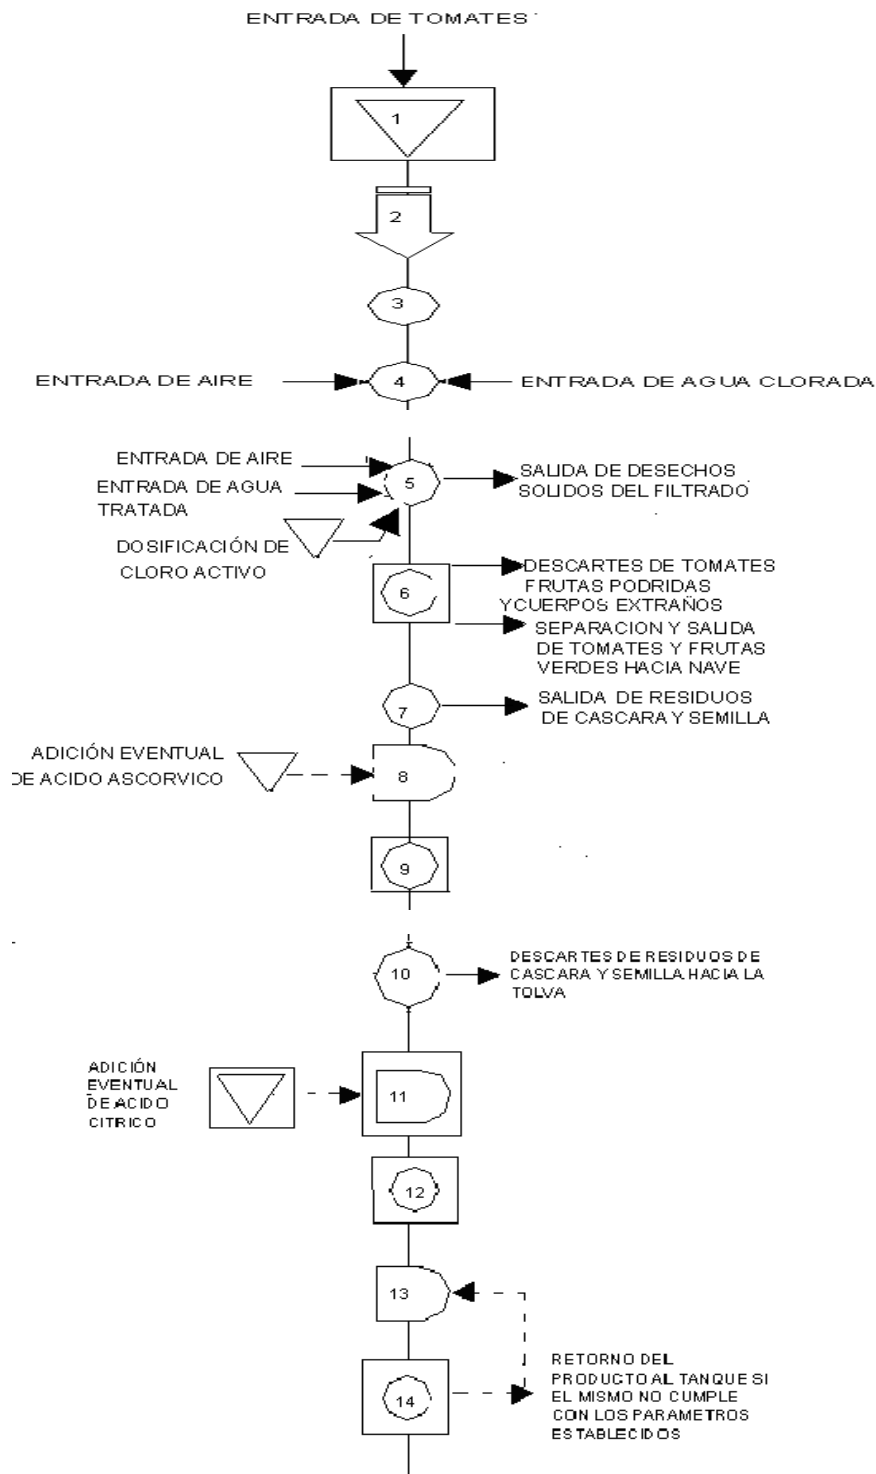 ENTRADA DE TOMATES
1
2
3
ENTRADA DE AIRE
4
ENTRADA DE AGUA CLORADA
ENTRADA DE AIRE
ENTRADA DE AGUA
TRATADA
5
SALIDA DE DESECHOS
SOLIDOS DEL FILTRADO
DOSIFICACIÓN DE
CLORO ACTIVO
6
DESCARTES DE TOMATES
FRUTAS PODRIDAS
YCUERPOS EXTRAÑOS
SEPARACION Y SALIDA
DE TOMATES Y FRUTAS
VERDES HACIA NAVE
7
SALIDA DE RESIDUOS
DE CASCARA Y SEMILLA
ADICIÓN EVENTUAL
DE ACIDO ASCORVICO
8
9
10
DESCARTES DE RESIDUOS DE
CASCARA Y SEMILLA HACIA LA
TOLVA
ADICIÓN
EVENTUAL
DE ACIDO
CITRICO
11
12
13
14
RETORNO DEL
PRODUCTO AL TANQUE SI
EL MISMO NO CUMPLE
CON LOS PARAMETROS
ESTABLECIDOS